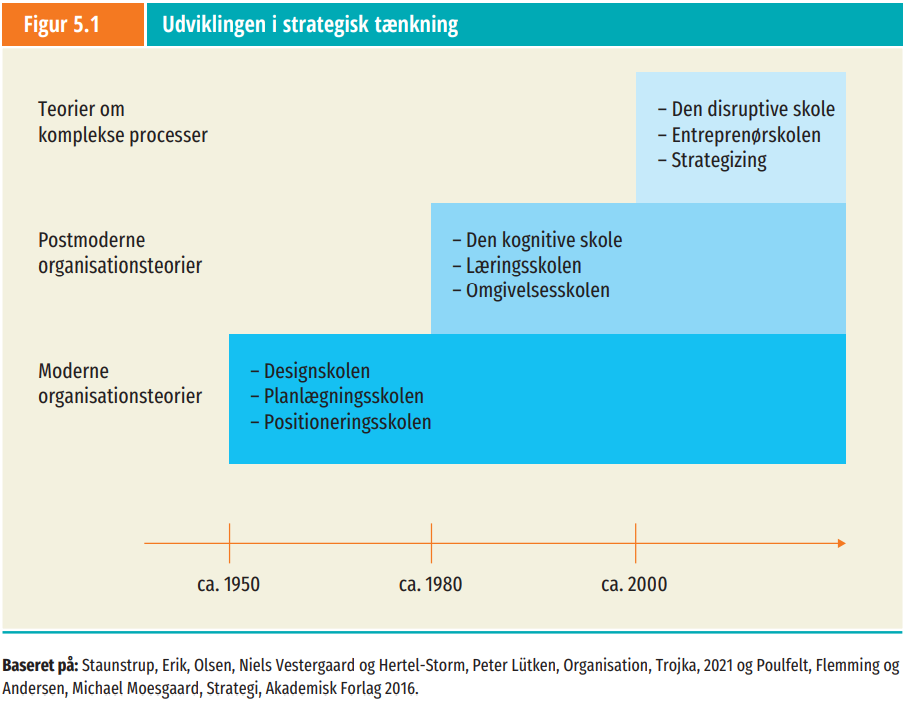 Figur 5.1
Udviklingen i strategisk tænkning
Teorier om
komplekse processer
– Den disruptive skole
– Entreprenørskolen
– Strategizing
Postmoderne
organisationsteorier
– Den kognitive skole
– Læringsskolen
– Omgivelsesskolen
Moderne
organisationsteorier
– Designskolen
– Planlægningsskolen
– Positioneringsskolen
ca. 1950
ca. 1980
ca. 2000
Baseret på: Staunstrup, Erik, Olsen, Niels Vestergaard og Hertel-Storm, Peter Lütken, Organisation, Trojka, 2021 og Poulfelt, Flemming og
Andersen, Michael Moesgaard, Strategi, Akademisk Forlag 2016.